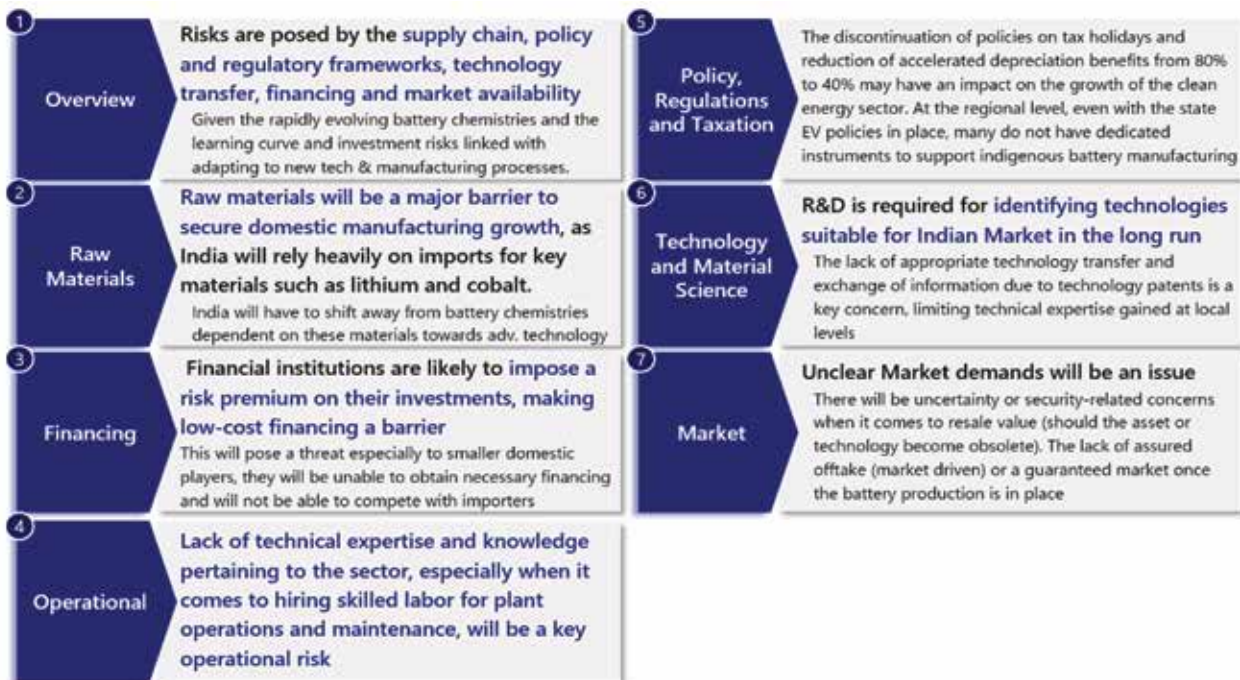 1
Overview
Risks are posed by the supply chain, policy
and regulatory frameworks, technology
transfer, financing and market availability
Given the rapidly evolving battery chemistries and the
learning curve and investment risks linked with
adapting to new tech & manufacturing processes.
2
Raw
Materials
Raw materials will be a major barrier to
secure domestic manufacturing growth, as
India will rely heavily on imports for key
materials such as lithium and cobalt.
India will have to shift away from battery chemistries
dependent on these materials towards adv. technology
3
Financing
Financial institutions are likely to impose a
risk premium on their investments, making
low-cost financing a barrier
This will pose a threat especially to smaller domestic
players, they will be unable to obtain necessary financing
and will not be able to compete with importers
4
Operational
Lack of technical expertise and knowledge
pertaining to the sector, especially when it
comes to hiring skilled labor for plant
operations and maintenance, will be a key
operational risk
5
Policy,
Regulations
and Taxation
The discontinuation of policies on tax holidays and
reduction of accelerated depreciation benefits from 80%
to 40% may have an impact on the growth of the clean
energy sector. At the regional level, even with the state
EV policies in place, many do not have dedicated
instruments to support indigenous battery manufacturing
6
Technology
and Material
Science
R&D is required for identifying technologies
suitable for Indian Market in the long run
The lack of appropriate technology transfer and
exchange of information due to technology patents is a
key concern, limiting technical expertise gained at local
levels
7
Market
Unclear Market demands will be an issue
There will be uncertainty or security-related concerns
when it comes to resale value (should the asset or
technology become obsolete). The lack of assured
offtake (market driven) or a guaranteed market once
the battery production is in place